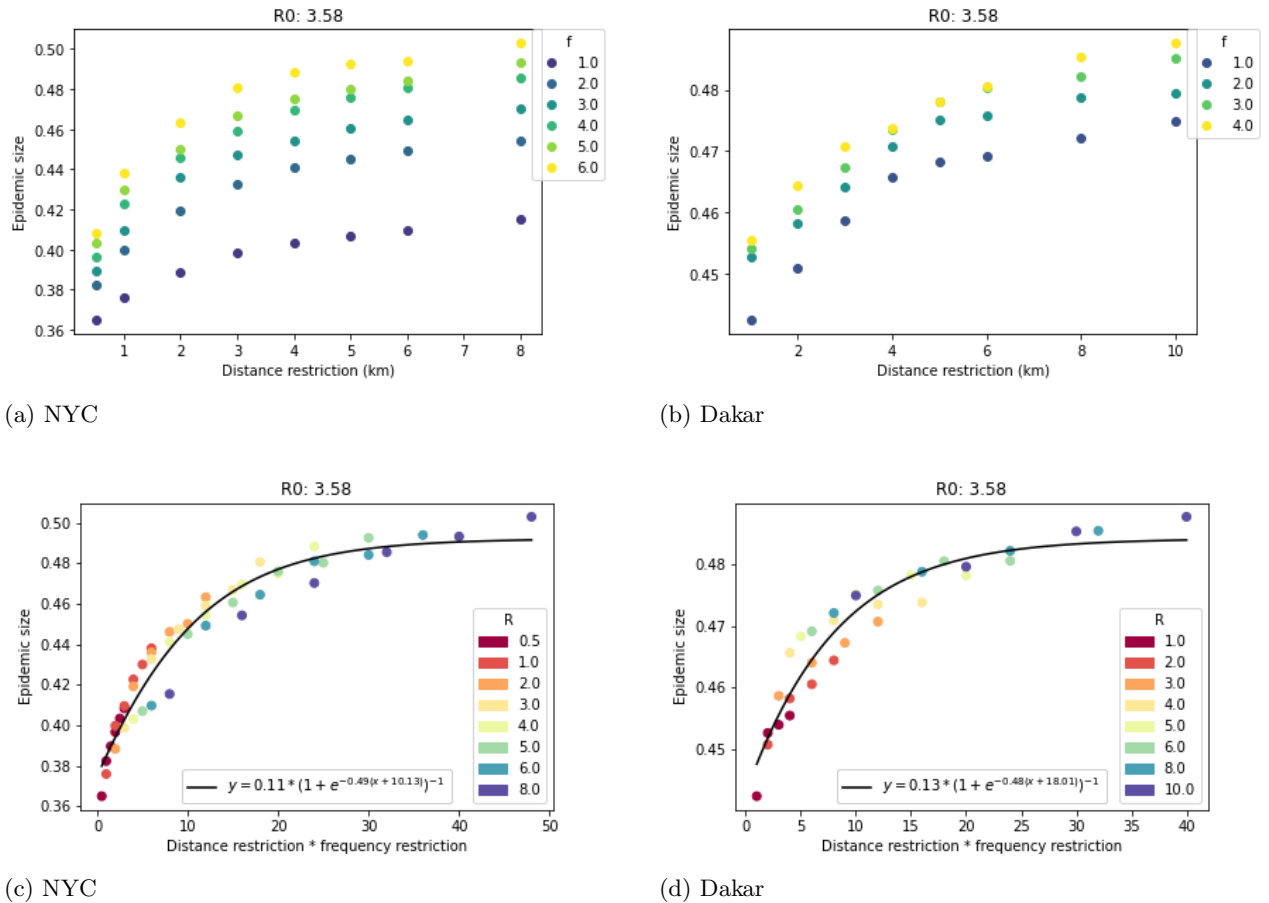 R0: 3.58
0.50
0.48
0.46
0.44
0.42
0.40
0.38
0.36
Epidemic size
1 2 3 4 5 6 7 8
Distance restriction (km)
f
1.0
2.0
3.0
4.0
5.0
6.0
(a) NYC
R0: 3.58
0.48
0.47
0.46
0.45
Epidemic size
2 4 6 8 10
Distance restriction (km)
f
1.0
2.0
3.0
4.0
(b) Dakar
R0: 3.58
0.50
0.48
0.46
0.44
0.42
0.40
0.38
0.36
Epidemic size
0 10 20 30 40 50
Distance restriction * frequency restriction
R
0.5
1.0
2.0
3.0
4.0
5.0
6.0
8.0
y = 0.11 * (1 + e^{-0.49(x + 10.13)})^{-1}
(c) NYC
R0: 3.58
0.48
0.47
0.46
0.45
Epidemic size
0 5 10 15 20 25 30 35 40
Distance restriction * frequency restriction
R
1.0
2.0
3.0
4.0
5.0
6.0
8.0
10.0
y = 0.13 * (1 + e^{-0.48(x + 18.01)})^{-1}
(d) Dakar